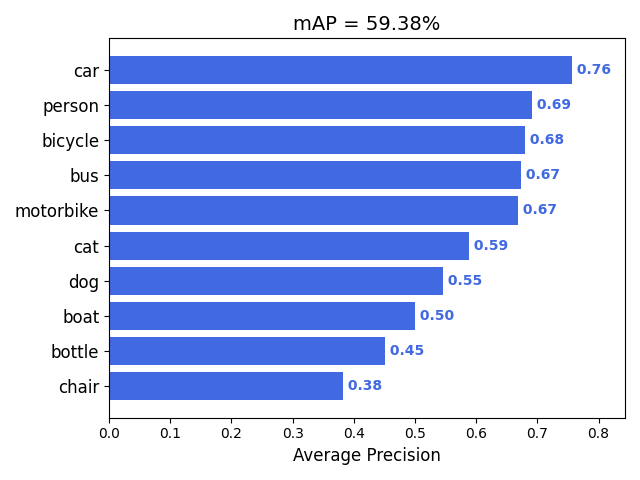 mAP = 59.38%
car 0.76
person 0.69
bicycle 0.68
bus 0.67
motorbike 0.67
cat 0.59
dog 0.55
boat 0.50
bottle 0.45
chair 0.38
0.0 0.1 0.2 0.3 0.4 0.5 0.6 0.7 0.8
Average Precision